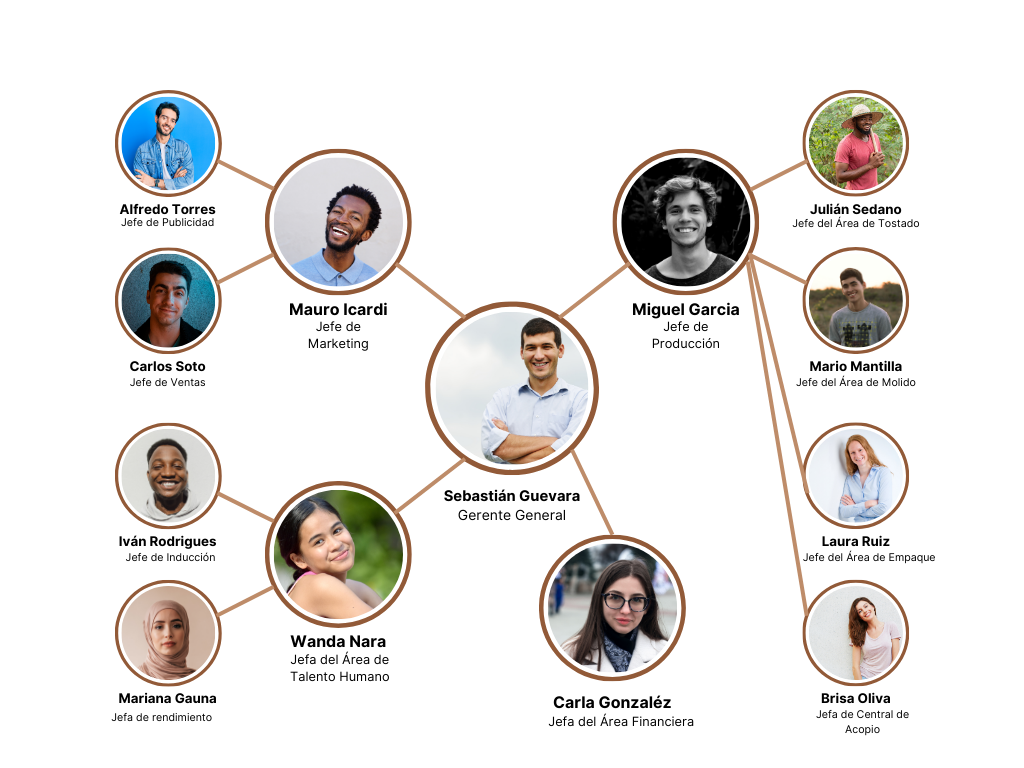 Alfredo Torres
Jefe de Publicidad
Carlos Soto
Jefe de Ventas
Mauro Icardi
Jefe de
Marketing
Miguel Garcia
Jefe de
Producción
Julián Sedano
Jefe del Área de Tostado
Mario Mantilla
Jefe del Área de Molido
Sebastián Guevara
Gerente General
Iván Rodrigues
Jefe de Inducción
Mariana Gauna
Jefa de rendimiento
Wanda Nara
Jefa del Área de
Talento Humano
Carla Gonzaléz
Jefa del Área Financiera
Laura Ruiz
Jefe del Área de Empaque
Brisa Oliva
Jefa de Central de
Acopio